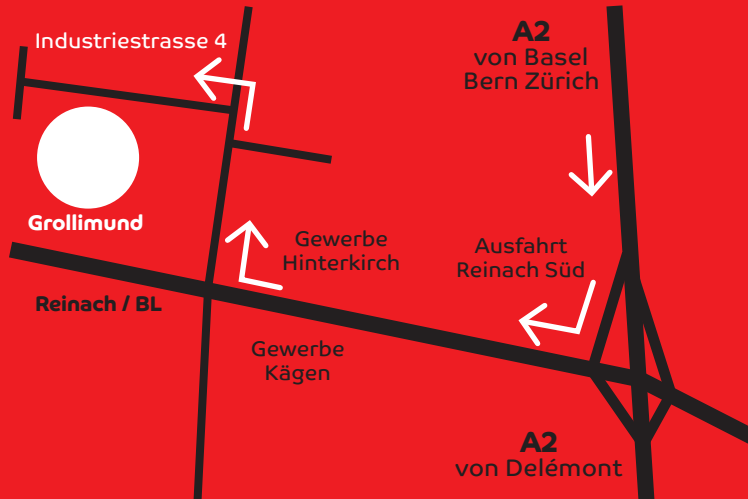 Industriestrasse 4
A2
von Basel
Bern Zürich
Grollimund
Gewerbe
Hinterkirch
Ausfahrt
Reinach Süd
Reinach / BL
Gewerbe
Kägen
A2
von Delémont